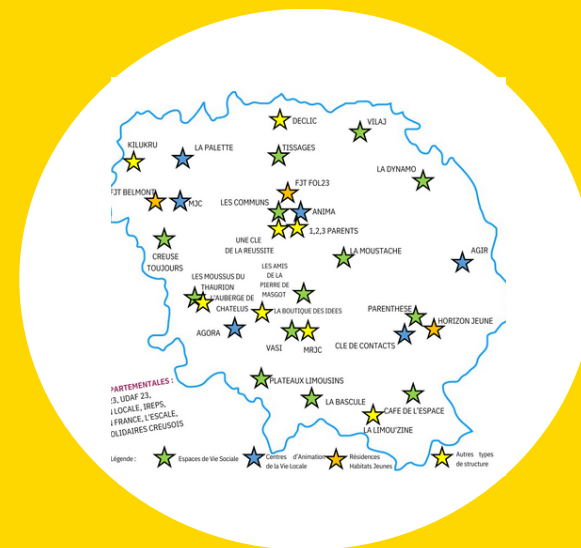 DECLIC
VILAJ
KILUKRU
LA PALETTE
TISSAGES
LA DYNAMO
FJT FOL23
FJT BELMONT
MJC
LES COMMUNS
ANIMA
1,2,3 PARENTS
UNE CLE
DE LA REUSSITE
CREUSE
TOUJOURS
LA MOUSTACHE
AGIR
LES AMIS
DE LA
PIERRE DE
MASGOT
LES MOUSSUS DU
THAURION
L'AUBERGE DE
CHATELUS
LA BOUTIQUE DES IDEES
PARENTHESE
HORIZON JEUNE
AGORA
VASI
MRJC
CLE DE CONTACTS
PLATEAUX LIMOUSINS
LA BASCULE
CAFE DE L'ESPACE
LA LIMOU'ZINE
PARTEMENTALES :
23, UDAF 23,
LOCALE, IREPS,
FRANCE, L'ESCALE,
OLIDAIRES CREUSOIS
Légende :
Espaces de Vie Sociale
Centres d'Animation
de la Vie Locale
Résidences
Habitats Jeunes
Autres types
de structure